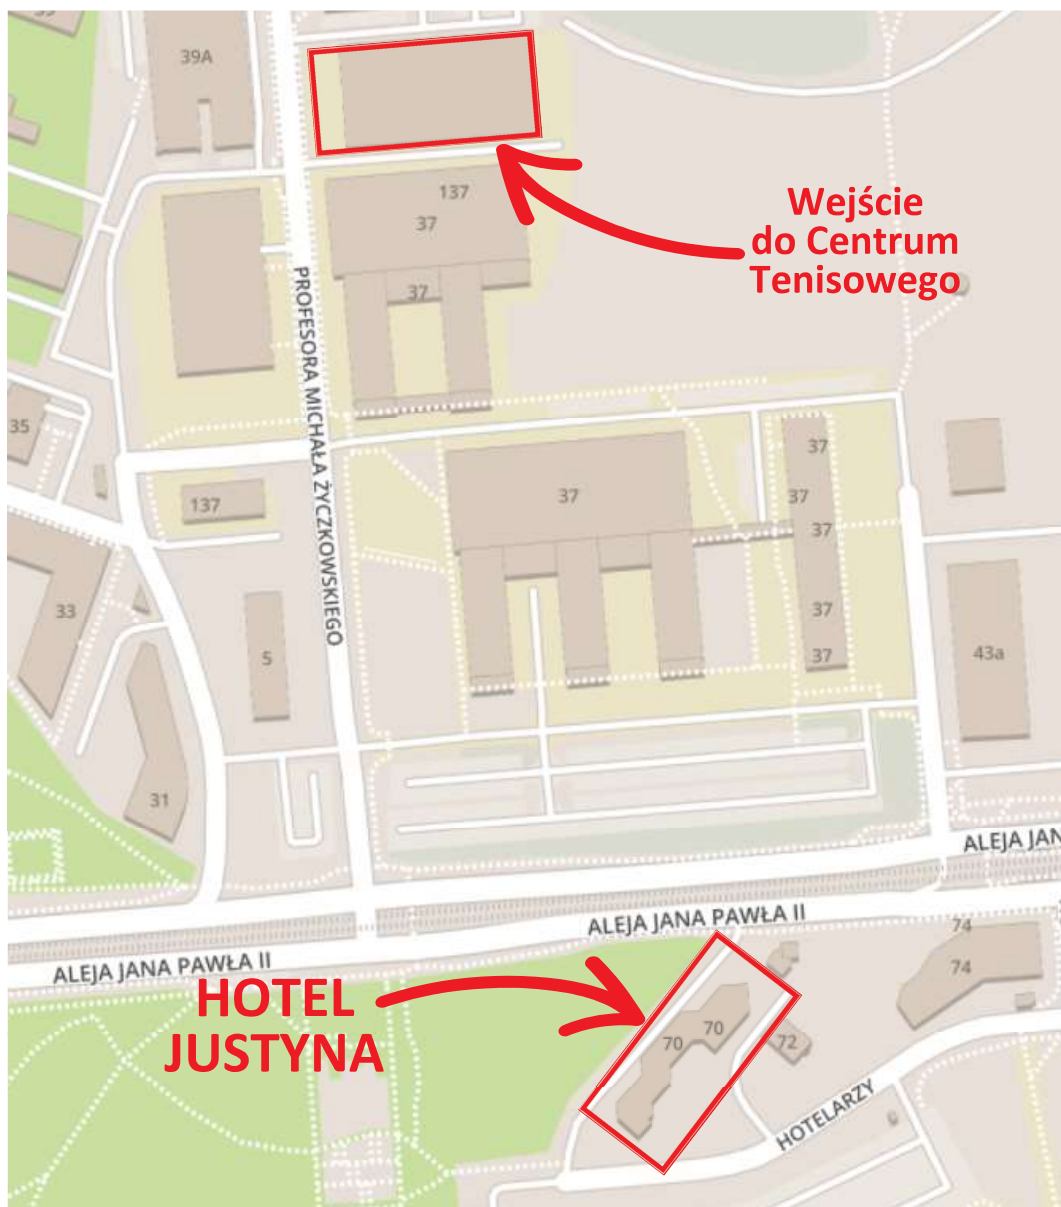 39
39A
137
37
Wejście
do Centrum
Tenisowego
37
PROFESORA MICHAŁA ŻYCZKOWSKIEGO
35
37
37
37
137
37
33
37
5
37
43a
31
ALEJA JAN
ALEJA JANA PAWŁA II
74
ALEJA JANA PAWŁA II
74
HOTEL
JUSTYNA
70
70
72
HOTELARZY